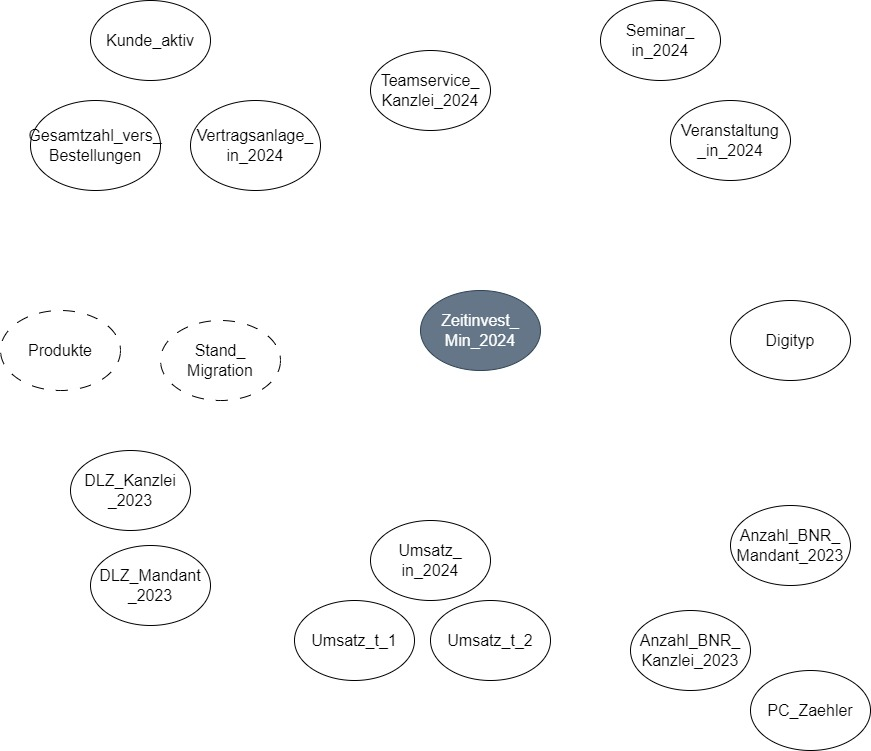 Kunde_aktiv
Seminar_
in_2024
Teamservice_
Kanzlei_2024
Gesamtzahl_vers_
Bestellungen
Vertragsanlage_
in_2024
Veranstaltung
_in_2024
Zeitinvest_
Min_2024
Produkte
Stand_
Migration
Digityp
DLZ_Kanzlei
_2023
DLZ_Mandant
_2023
Umsatz_
in_2024
Anzahl_BNR_
Mandant_2023
Umsatz_t_1
Umsatz_t_2
Anzahl_BNR_
Kanzlei_2023
PC_Zaehler